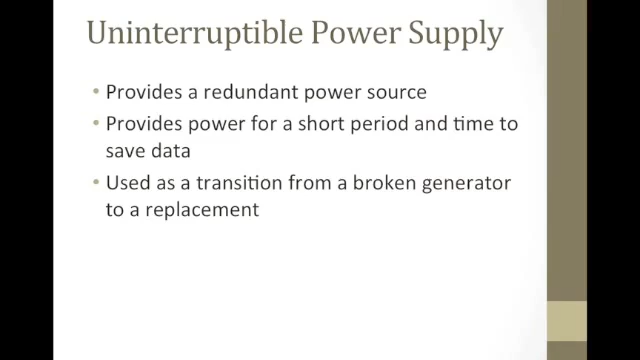 Uninterruptible Power Supply
• Provides a redundant power source
• Provides power for a short period and time to
save data
• Used as a transition from a broken generator
to a replacement